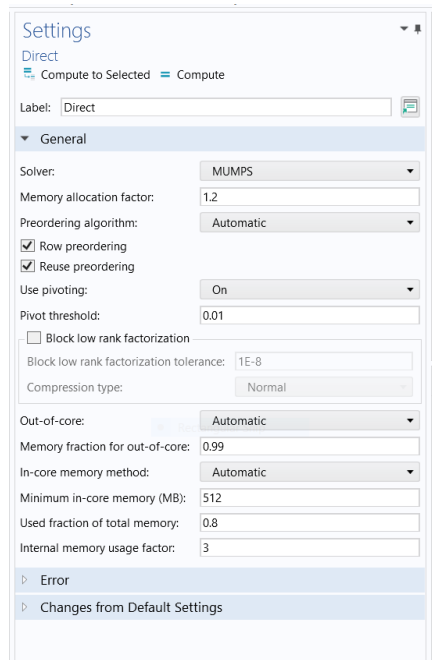 Settings
Direct
Compute to Selected = Compute
Label: Direct
General
Solver: MUMPS
Memory allocation factor: 1.2
Preordering algorithm: Automatic
Row preordering
Reuse preordering
Use pivoting: On
Pivot threshold: 0.01
Block low rank factorization
Block low rank factorization tolerance: 1E-8
Compression type: Normal
Out-of-core: Automatic
Memory fraction for out-of-core: 0.99
In-core memory method: Automatic
Minimum in-core memory (MB): 512
Used fraction of total memory: 0.8
Internal memory usage factor: 3
Error
Changes from Default Settings